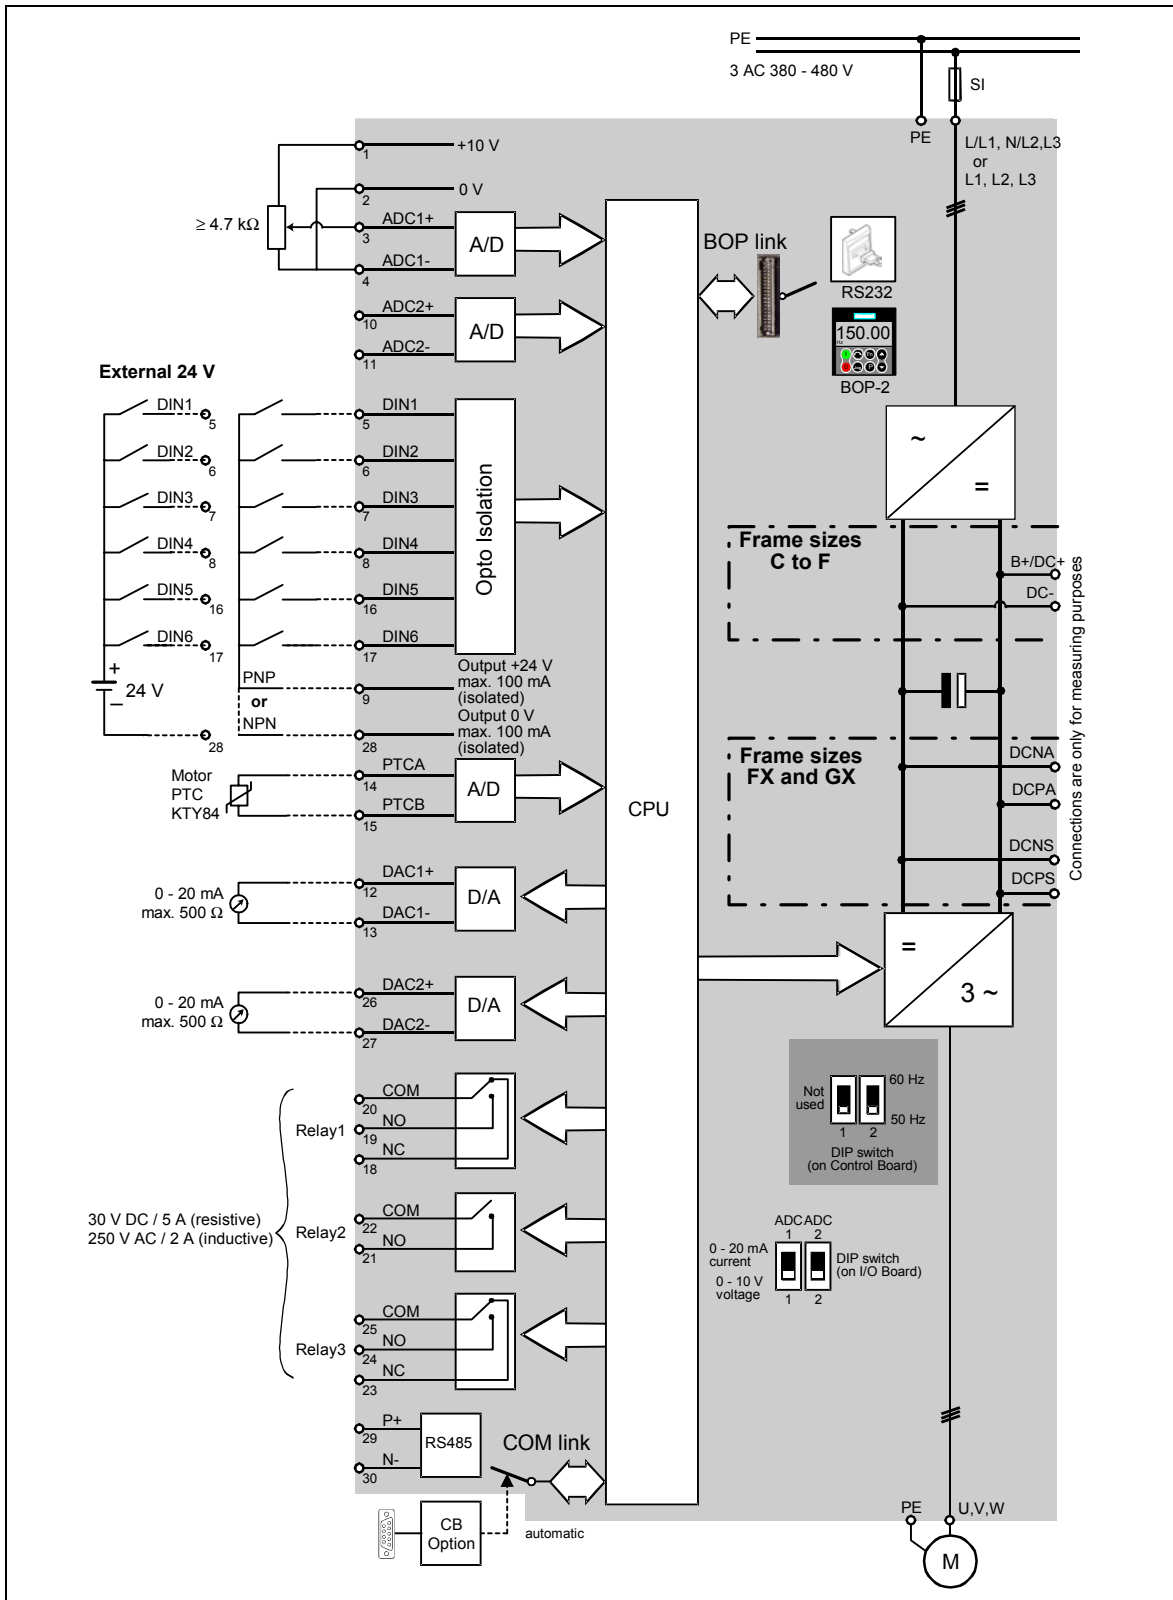 PE
3 AC 380 - 480 V
SI
PE
L/L1, N/L2,L3
or
L1, L2, L3
1
+10 V
2
0 V
≥ 4.7 kΩ
ADC1+
3
A/D
ADC1-
4
ADC2+
10
A/D
ADC2-
11
BOP link
RS232
150.00
Hz
BOP-2
External 24 V
DIN1
5
DIN2
6
DIN3
7
DIN4
8
DIN5
16
DIN6
17
+
24 V
–
28
DIN1
5
DIN2
6
DIN3
7
DIN4
8
DIN5
16
DIN6
17
Opto Isolation
PNP
or
NPN
9
28
Output +24 V
max. 100 mA
(isolated)
Output 0 V
max. 100 mA
(isolated)
Motor
PTC
KTY84
PTCA
14
PTCB
15
A/D
CPU
~
=
Frame sizes
C to F
B+/DC+
DC-
Frame sizes
FX and GX
DCNA
DCPA
DCNS
DCPS
Connections are only for measuring purposes
=
3 ~
0 - 20 mA
max. 500 Ω
DAC1+
12
DAC1-
13
D/A
0 - 20 mA
max. 500 Ω
DAC2+
26
DAC2-
27
D/A
Not
used
60 Hz
50 Hz
1 2
DIP switch
(on Control Board)
30 V DC / 5 A (resistive)
250 V AC / 2 A (inductive)
Relay1
COM
20
NO
19
NC
18
Relay2
COM
22
NO
21
Relay3
COM
25
NO
24
NC
23
ADC ADC
1 2
0 - 20 mA
current
0 - 10 V
voltage
1 2
DIP switch
(on I/O Board)
P+
29
N-
30
RS485
COM link
CB
Option
automatic
PE
U,V,W
M